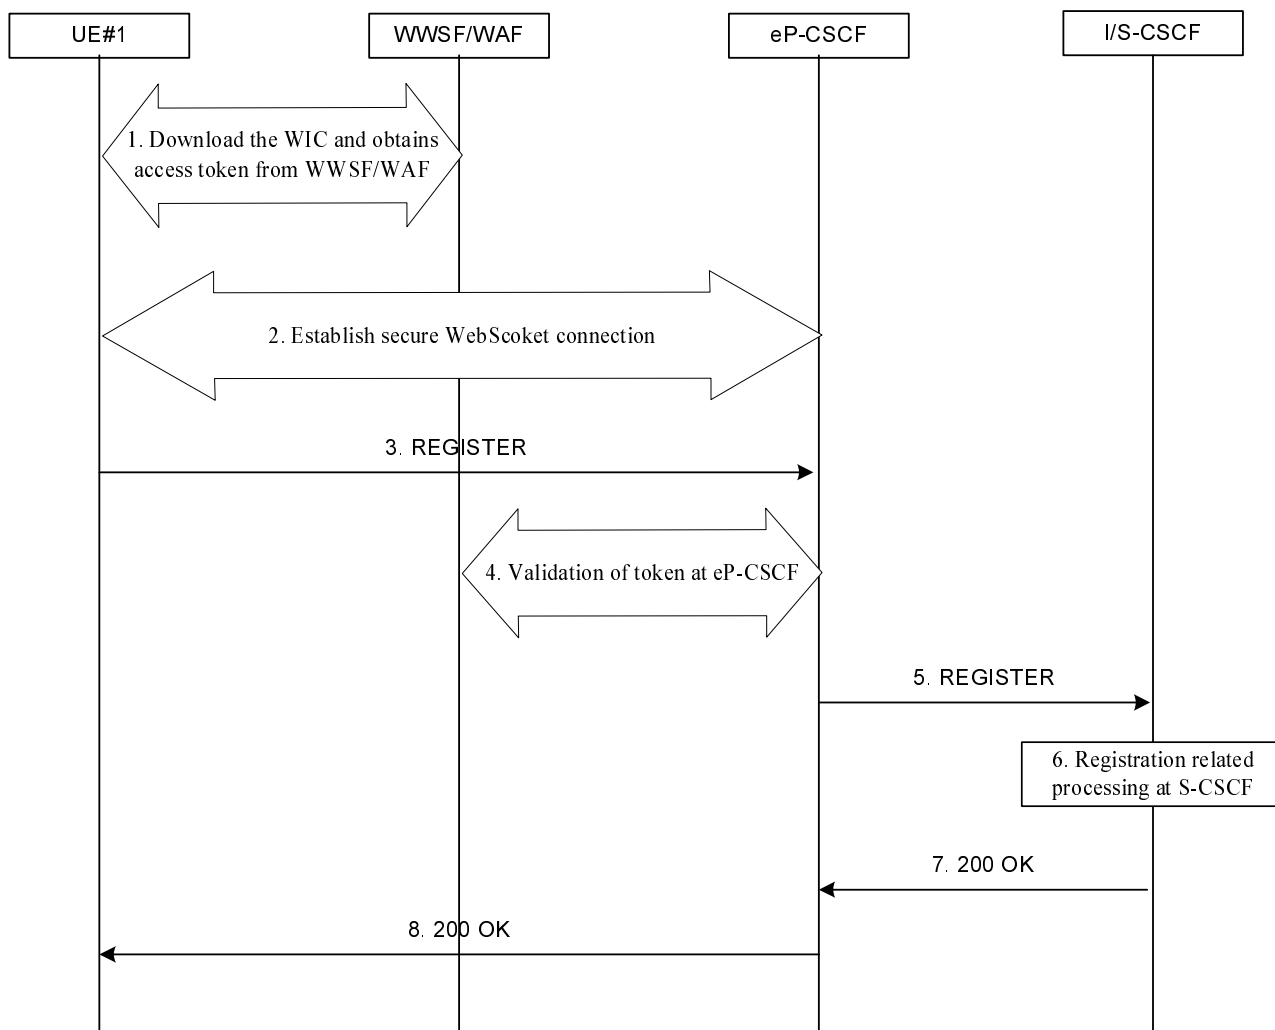 UE#1
WWSF/WAF
eP-CSCF
I/S-CSCF
1. Download the WIC and obtains
access token from WWSF/WAF
2. Establish secure WebScoket connection
3. REGISTER
4. Validation of token at eP-CSCF
5. REGISTER
6. Registration related
processing at S-CSCF
7. 200 OK
8. 200 OK